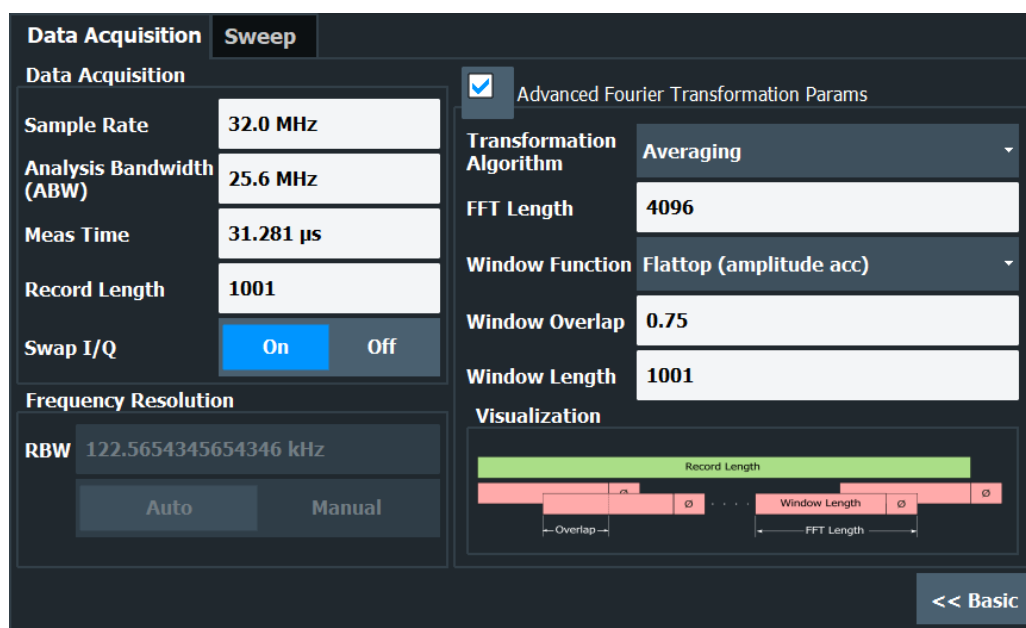 Data Acquisition
Sweep
Data Acquisition
Sample Rate
32.0 MHz
Analysis Bandwidth
(ABW)
25.6 MHz
Meas Time
31.281 µs
Record Length
1001
Swap I/Q
On
Off
Frequency Resolution
RBW
122.5654345654346 kHz
Auto
Manual
Advanced Fourier Transformation Params
Transformation
Algorithm
Averaging
FFT Length
4096
Window Function
Flattop (amplitude acc)
Window Overlap
0.75
Window Length
1001
Visualization
Record Length
Ø
Ø
Ø
Window Length
Ø
Ø
Overlap
FFT Length
<< Basic